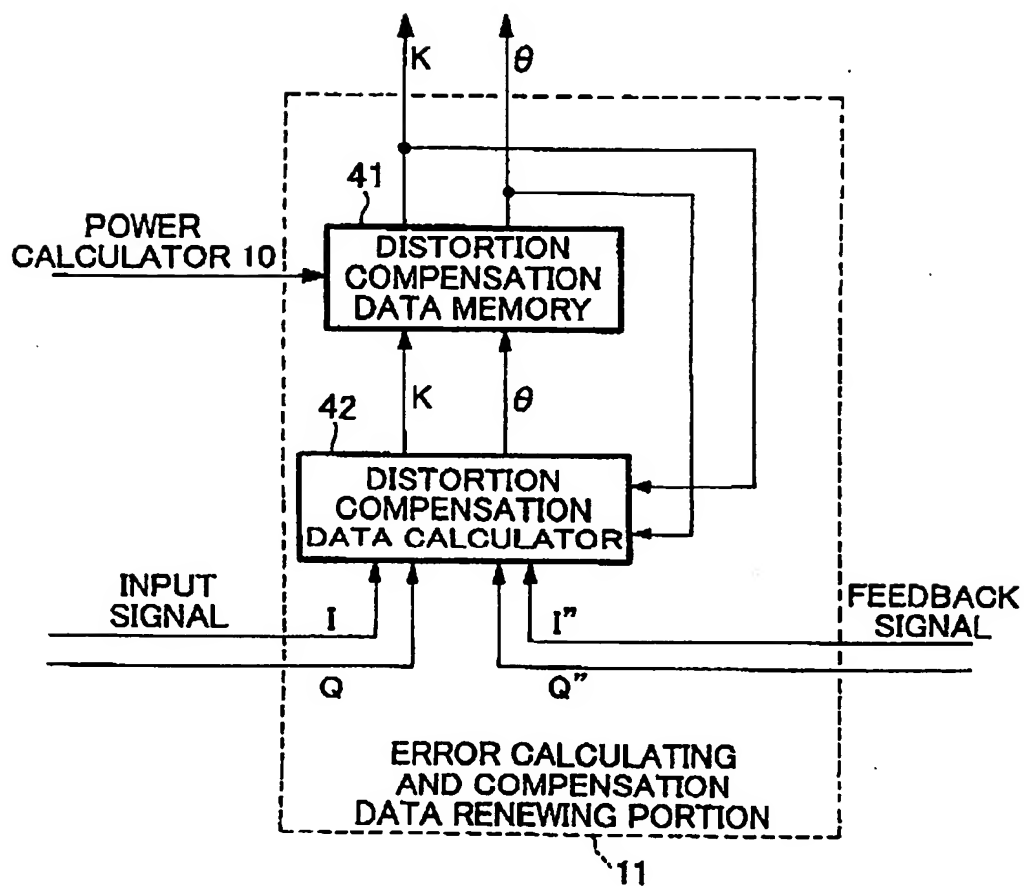 K
θ
41
POWER
CALCULATOR 10
DISTORTION
COMPENSATION
DATA MEMORY
K
θ
42
DISTORTION
COMPENSATION
DATA CALCULATOR
INPUT
SIGNAL
I
Q
I”
Q”
FEEDBACK
SIGNAL
ERROR CALCULATING
AND COMPENSATION
DATA RENEWING PORTION
11